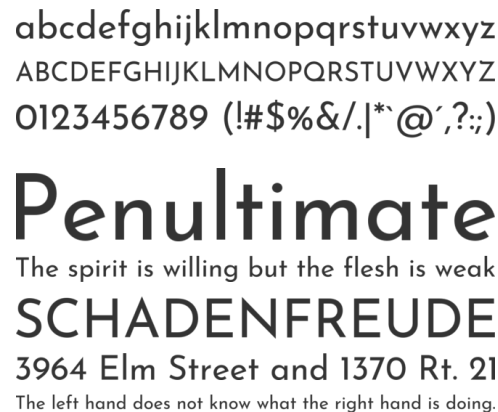 abcdefghijklmnopqrstuvwxyz
ABCDEFGHIJKLMNOPQRSTUVWXYZ
0123456789 (!#$%&/.|*`@´,?:;)
Penultimate
The spirit is willing but the flesh is weak
SCHADENFREUDE
3964 Elm Street and 1370 Rt. 21
The left hand does not know what the right hand is doing.